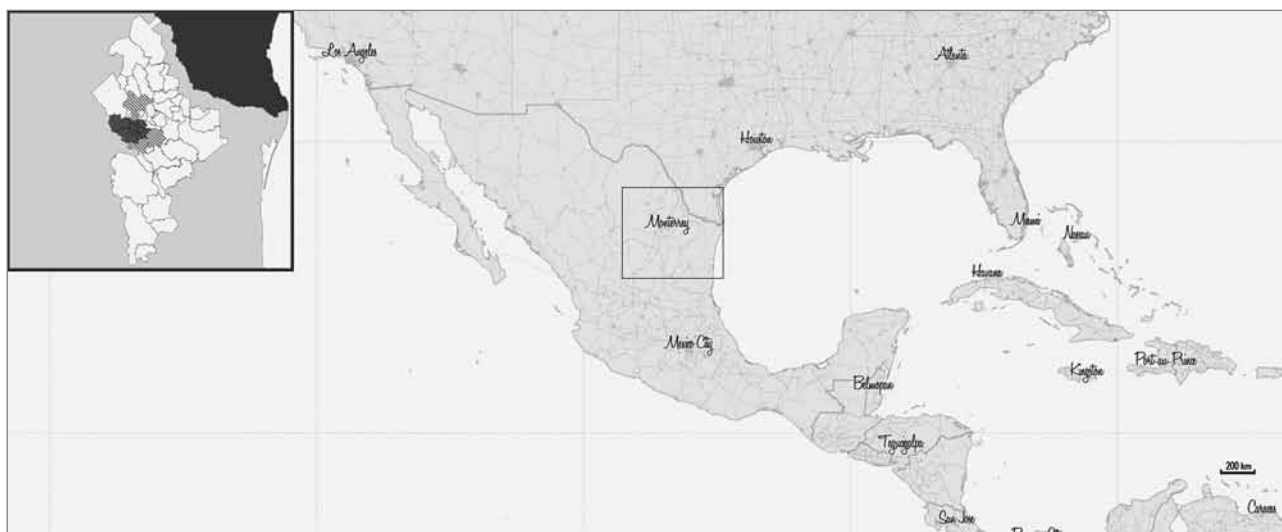 Los Angeles
Atlanta
Houston
Monterrey
Miami
Nassau
Havana
Mexico City
Port-au-Prince
Kingston
Belmopan
Tegucigalpa
200 km
Caracas
San Jose